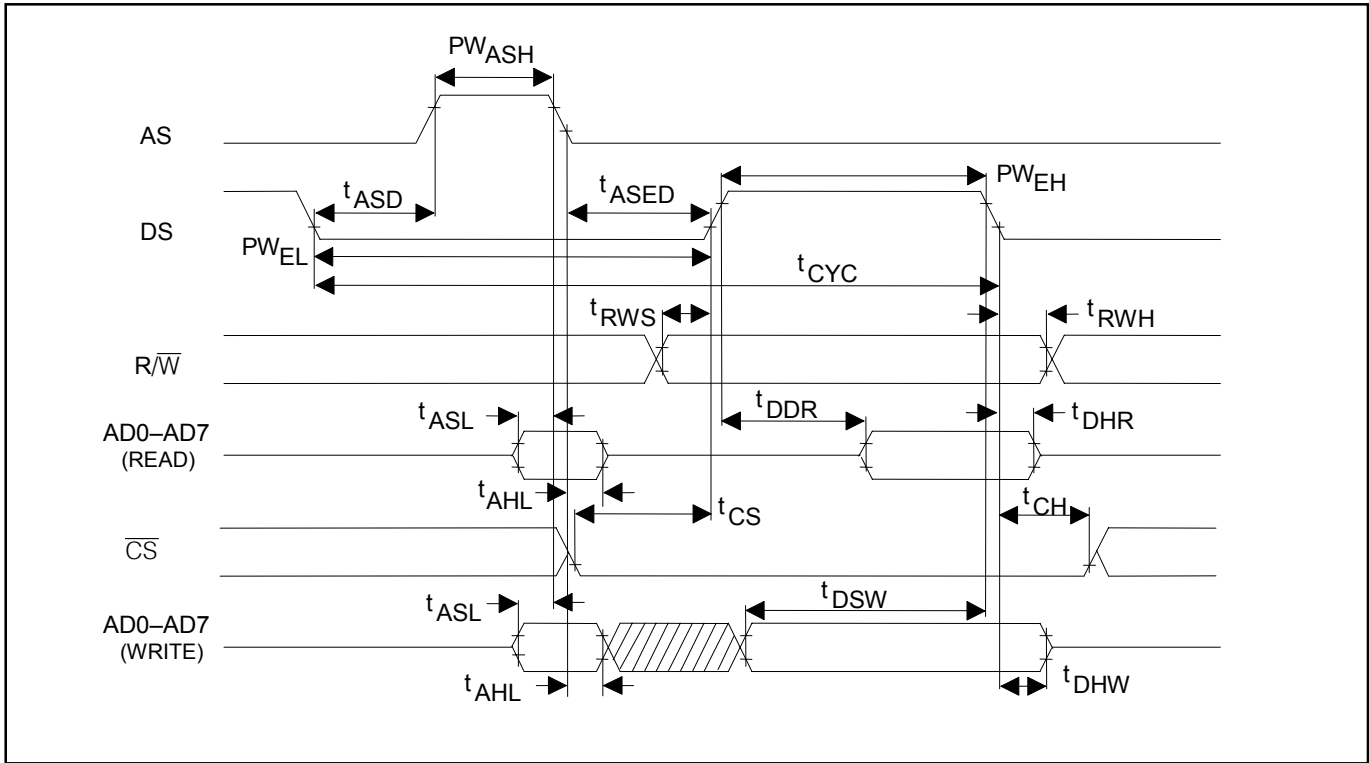 PWASH
AS
tASD
tASED
PWEH
DS
PWEL
tCYC
tRWS
tRWH
R/W̅
tDDR
tASL
tDHR
AD0–AD7
(READ)
tAHL
tCS
tCH
C̅S̅
tDSW
tASL
AD0–AD7
(WRITE)
tAHL
tDHW